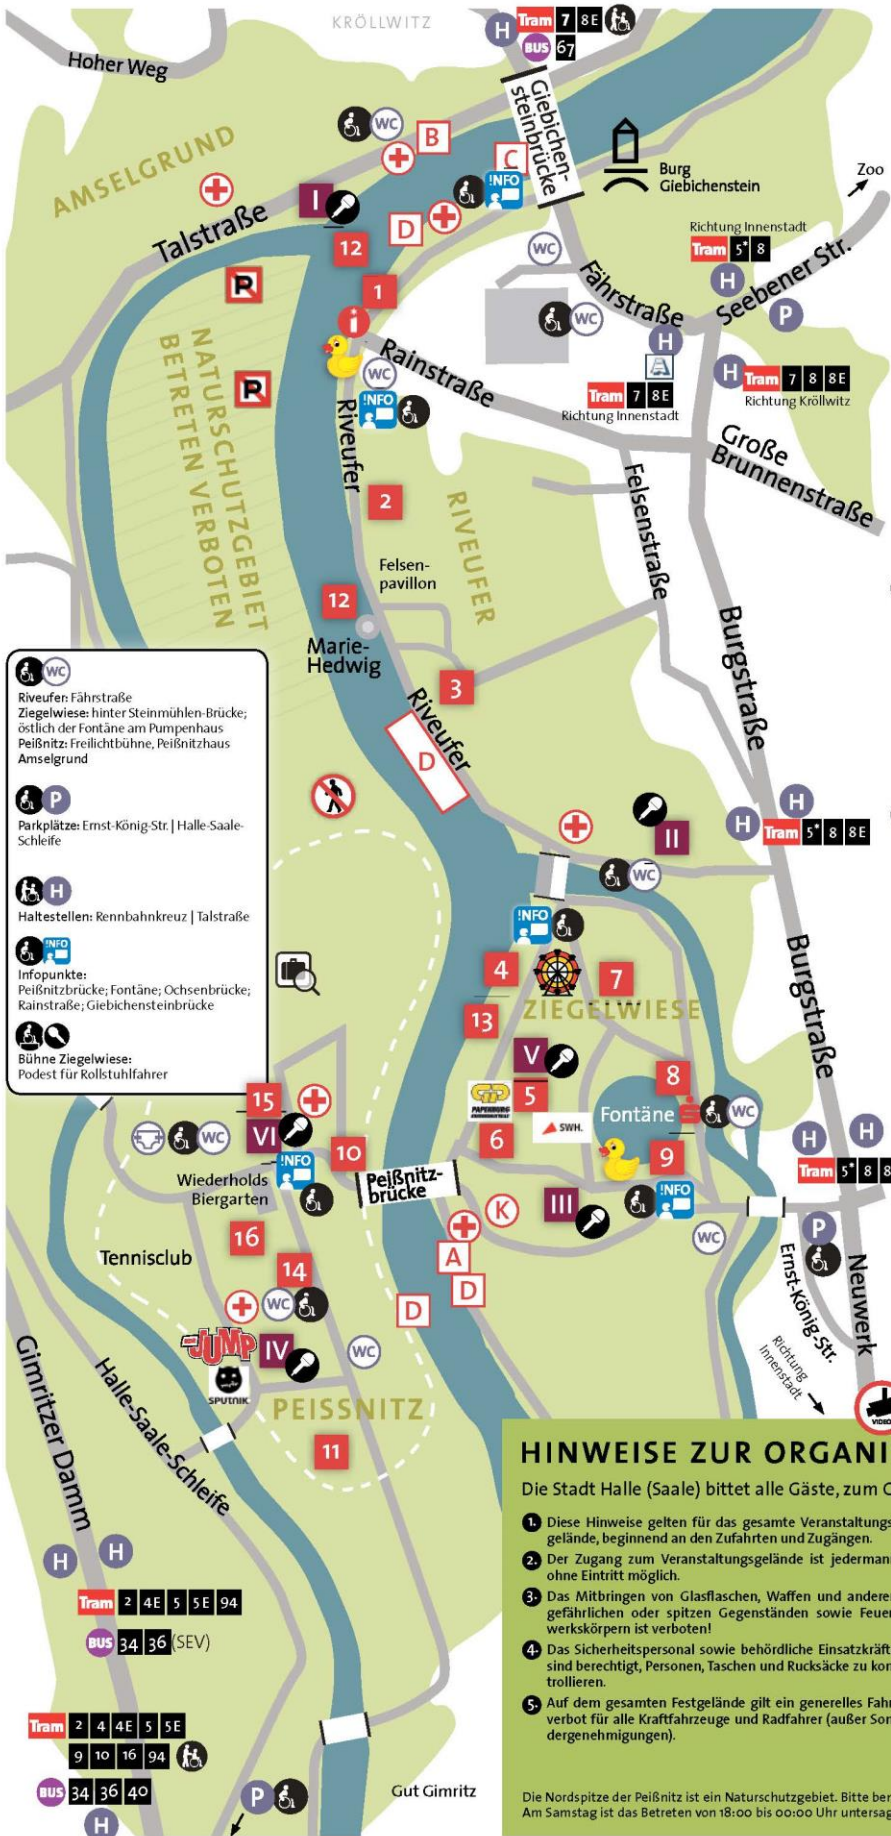 KRÖLLWITZ
H
Tram 7 8E
BUS 67
Hoher Weg
Giebichen-
steinbrücke
WC
B
C
AMSELGRUND
Burg
Giebichenstein
Zoo
!NFO
I
D
Talstraße
12
WC
Richtung Innenstadt
Tram 5* 8
H
Seebener Str.
P
P
1
i
Fährstraße
WC
H
Rainstraße
WC
Tram 7 8E
Richtung Innenstadt
H
Tram 7 8 8E
Richtung Kröllwitz
NATURSCHUTZGEBIET
BETRETEN VERBOTEN
P
!NFO
Riveufer
Große
Brunnenstraße
Felsenstraße
2
RIVEUFER
Felsen-
pavillon
12
Marie-
Hedwig
Burgstraße
3
Riveufer
D
WC
Riveufer: Fährstraße
Ziegelwiese: hinter Steinmühlen-Brücke;
östlich der Fontäne am Pumpenhaus
Peißnitz: Freilichtbühne, Peißnitzhaus
Amselgrund
P
Parkplätze: Ernst-König-Str. | Halle-Saale-
Schleife
H
Haltestellen: Rennbahnkreuz | Talstraße
!NFO
Infopunkte:
Peißnitzbrücke; Fontäne; Ochsenbrücke;
Rainstraße; Giebichensteinbrücke
Bühne Ziegelwiese:
Podest für Rollstuhlfahrer
II
H
H
Tram 5* 8 8E
WC
!NFO
4
7
ZIEGELWIESE
13
Burgstraße
V
5
8
PAPENBURG
SWH.
Fontäne
WC
6
9
15
VI
WC
!NFO
10
Wiederholds
Biergarten
Peißnitz-
brücke
H
H
Tram 5* 8 8
K
III
!NFO
WC
P
16
A
Tennisclub
14
D
D
Ernst-König-Str.
Neuwerk
WC
JUMP
IV
WC
SPUTNIK
Richtung
Innenstadt
PEISSNITZ
VIDEO
11
Gimritzer Damm
Halle-Saale-Schleife
H
H
Tram 2 4E 5 5E 94
BUS 34 36 (SEV)
Tram 2 4 4E 5 5E
9 10 16 94
BUS 34 36 40
H
P
Gut Gimritz
HINWEISE ZUR ORGANI
Die Stadt Halle (Saale) bittet alle Gäste, zum
1. Diese Hinweise gelten für das gesamte Veranstaltungs
gelände, beginnend an den Zufahrten und Zugängen.
2. Der Zugang zum Veranstaltungsgelände ist jederman
ohne Eintritt möglich.
3. Das Mitbringen von Glasflaschen, Waffen und andere
gefährlichen oder spitzen Gegenständen sowie Feuer
werkskörpern ist verboten!
4. Das Sicherheitspersonal sowie behördliche Einsatzkräft
sind berechtigt, Personen, Taschen und Rucksäcke zu kon
trollieren.
5. Auf dem gesamten Festgelände gilt ein generelles Fahr
verbot für alle Kraftfahrzeuge und Radfahrer (außer Son
dergenehmigungen).
Die Nordspitze der Peißnitz ist ein Naturschutzgebiet. Bitte ber
Am Samstag ist das Betreten von 18:00 bis 00:00 Uhr untersag